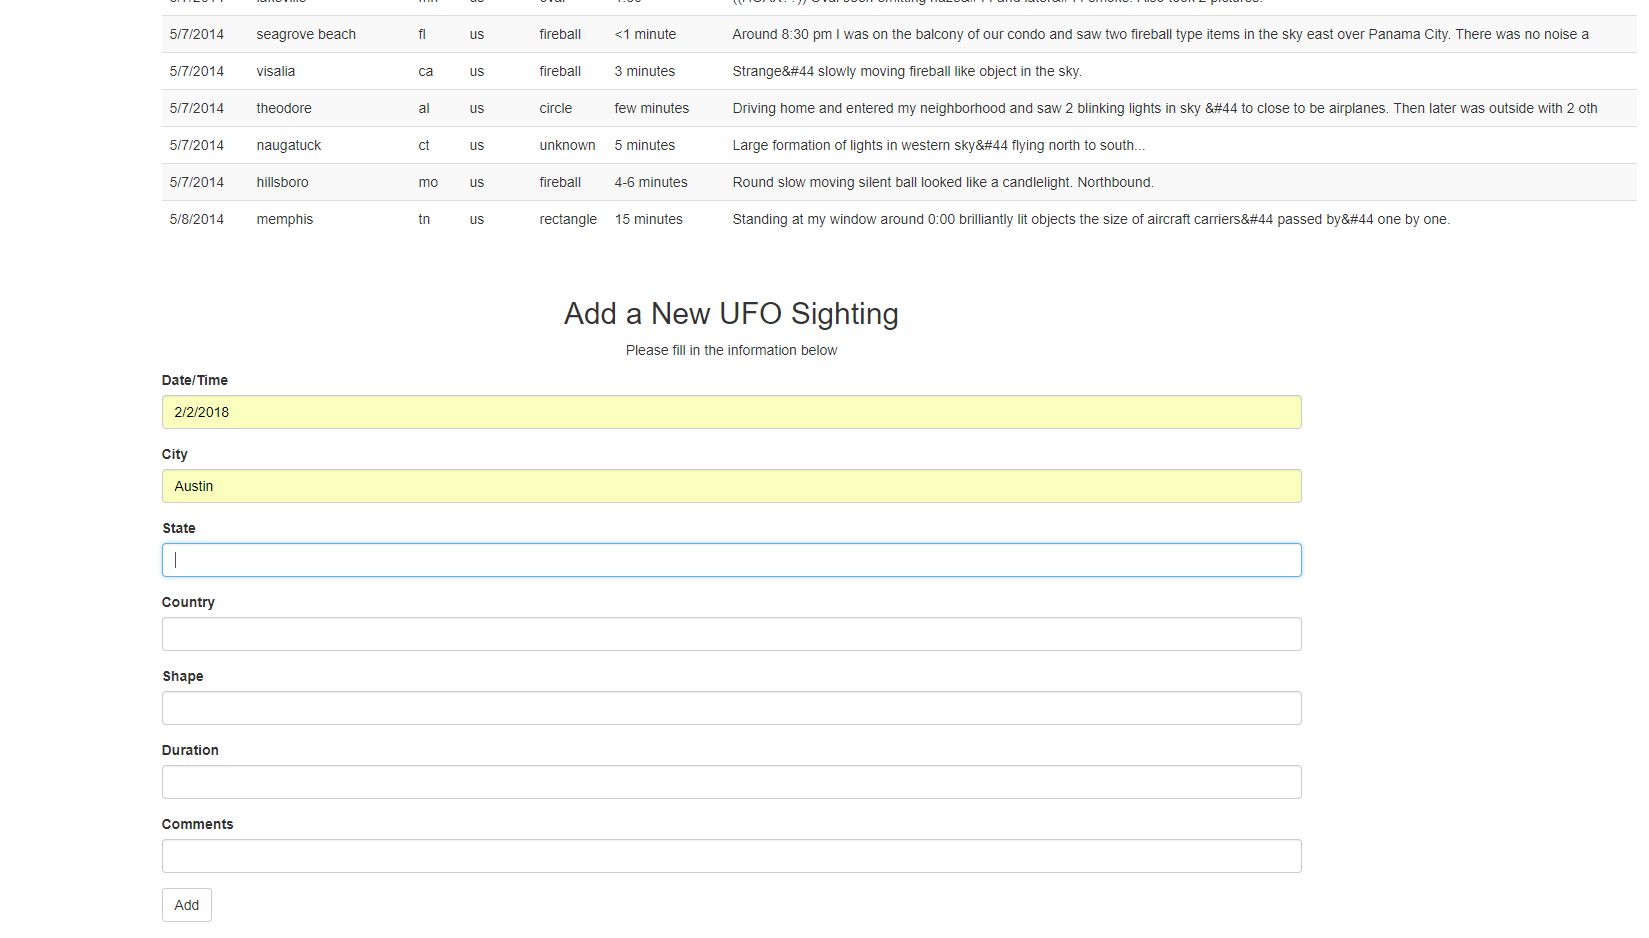 5/7/2014 seagrove beach fl us fireball <1 minute Around 8:30 pm I was on the balcony of our condo and saw two fireball type items in the sky east over Panama City. There was no noise a
5/7/2014 visalia ca us fireball 3 minutes Strange&#44 slowly moving fireball like object in the sky.
5/7/2014 theodore al us circle few minutes Driving home and entered my neighborhood and saw 2 blinking lights in sky &#44 to close to be airplanes. Then later was outside with 2 oth
5/7/2014 naugatuck ct us unknown 5 minutes Large formation of lights in western sky&#44 flying north to south...
5/7/2014 hillsboro mo us fireball 4-6 minutes Round slow moving silent ball looked like a candlelight. Northbound.
5/8/2014 memphis tn us rectangle 15 minutes Standing at my window around 0:00 brilliantly lit objects the size of aircraft carriers&#44 passed by&#44 one by one.
Add a New UFO Sighting
Please fill in the information below
Date/Time
2/2/2018
City
Austin
State
Country
Shape
Duration
Comments
Add